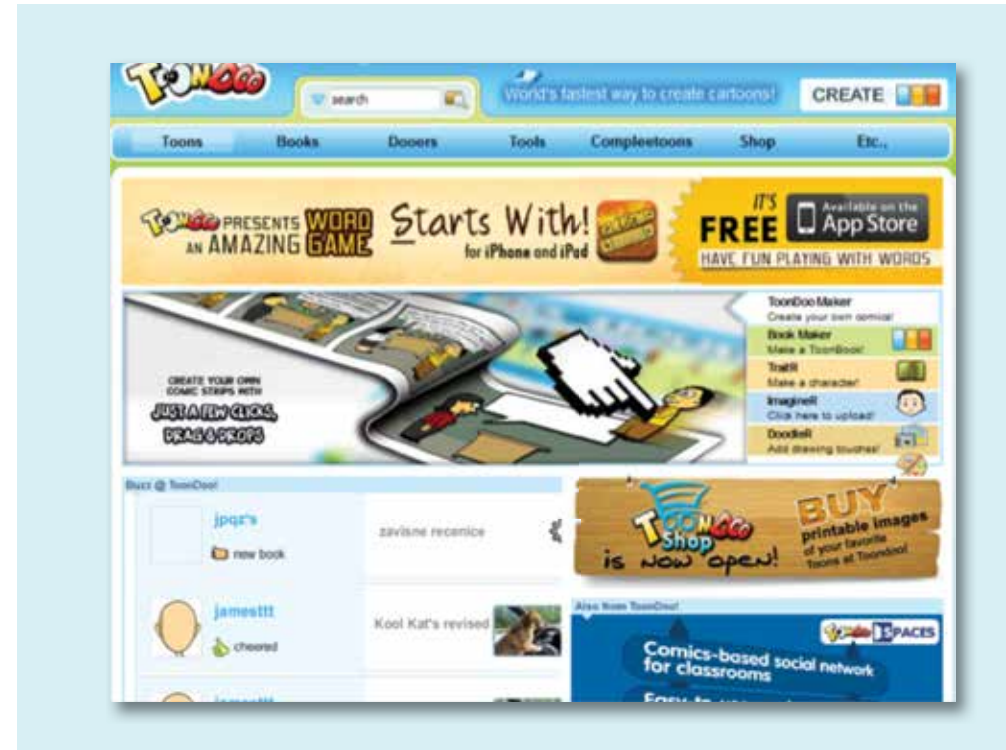 TOONDOO
search
World's fastest way to create cartoons!
CREATE
Toons Books Dooers Tools Compleetoons Shop Etc.,
TOONDOO PRESENTS WORD
AN AMAZING GAME
Starts With!
for iPhone and iPad
IT'S
FREE
Available on the
App Store
HAVE FUN PLAYING WITH WORDS
CREATE YOUR OWN
COMIC STRIPS WITH
JUST A FEW CLICKS,
DRAG & DROPS
ToonDoo Maker
Create your own comics!
Book Maker
Make a ToonBook!
TraitR
Make a character!
ImagineR
Click here to upload!
DoodleR
Add drawing touches!
Buzz @ ToonDoo!
jpqz's
new book
zavisne recenice
jamesttt
cheered
Kool Kat's revised
jamesttt
TOONDOO
Shop
is now open!
BUY
printable images
of your favorite
Toons at Toondoo!
Also from ToonDoo!
TOONDOO SPACES
Comics-based social network
for classrooms